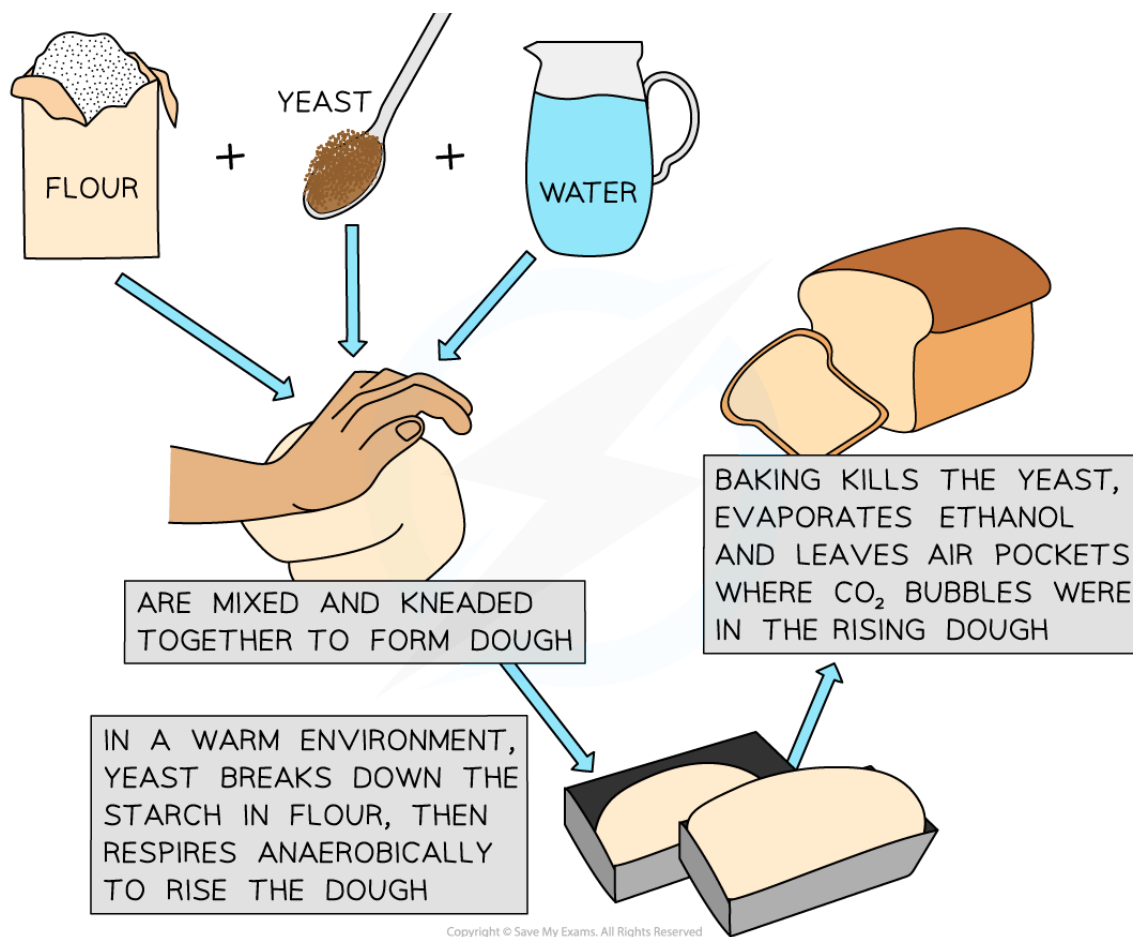 YEAST
FLOUR
WATER
+
+
ARE MIXED AND KNEADED
TOGETHER TO FORM DOUGH
BAKING KILLS THE YEAST,
EVAPORATES ETHANOL
AND LEAVES AIR POCKETS
WHERE CO₂ BUBBLES WERE
IN THE RISING DOUGH
IN A WARM ENVIRONMENT,
YEAST BREAKS DOWN THE
STARCH IN FLOUR, THEN
RESPIRES ANAEROBICALLY
TO RISE THE DOUGH
Copyright © Save My Exams. All Rights Reserved